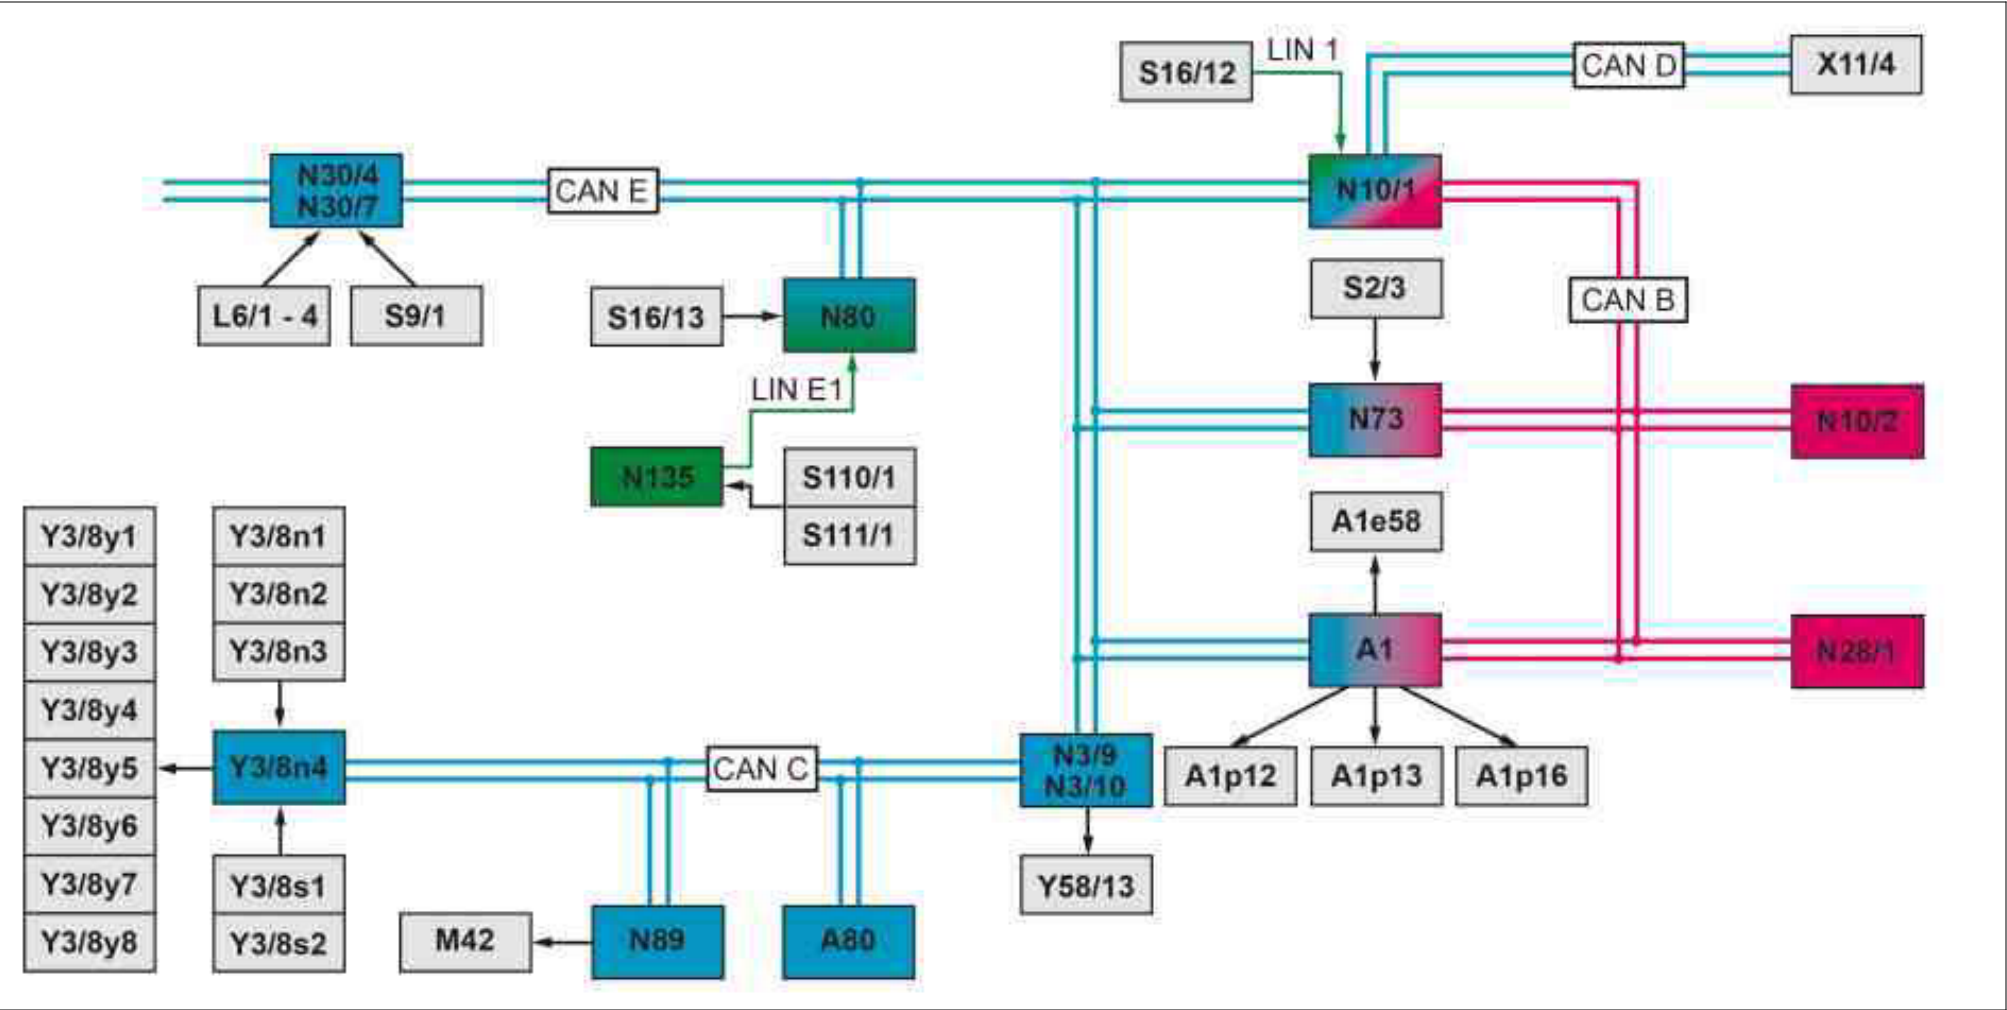 S16/12
LIN 1
CAN D
X11/4
N30/4
N30/7
CAN E
N10/1
L6/1 - 4
S9/1
S16/13
N80
S2/3
CAN B
LIN E1
N73
N10/2
N135
S110/1
S111/1
A1e58
Y3/8y1
Y3/8y2
Y3/8y3
Y3/8y4
Y3/8y5
Y3/8y6
Y3/8y7
Y3/8y8
Y3/8n1
Y3/8n2
Y3/8n3
Y3/8n4
Y3/8s1
Y3/8s2
A1
N28/1
CAN C
N3/9
N3/10
A1p12
A1p13
A1p16
Y58/13
M42
N89
A80